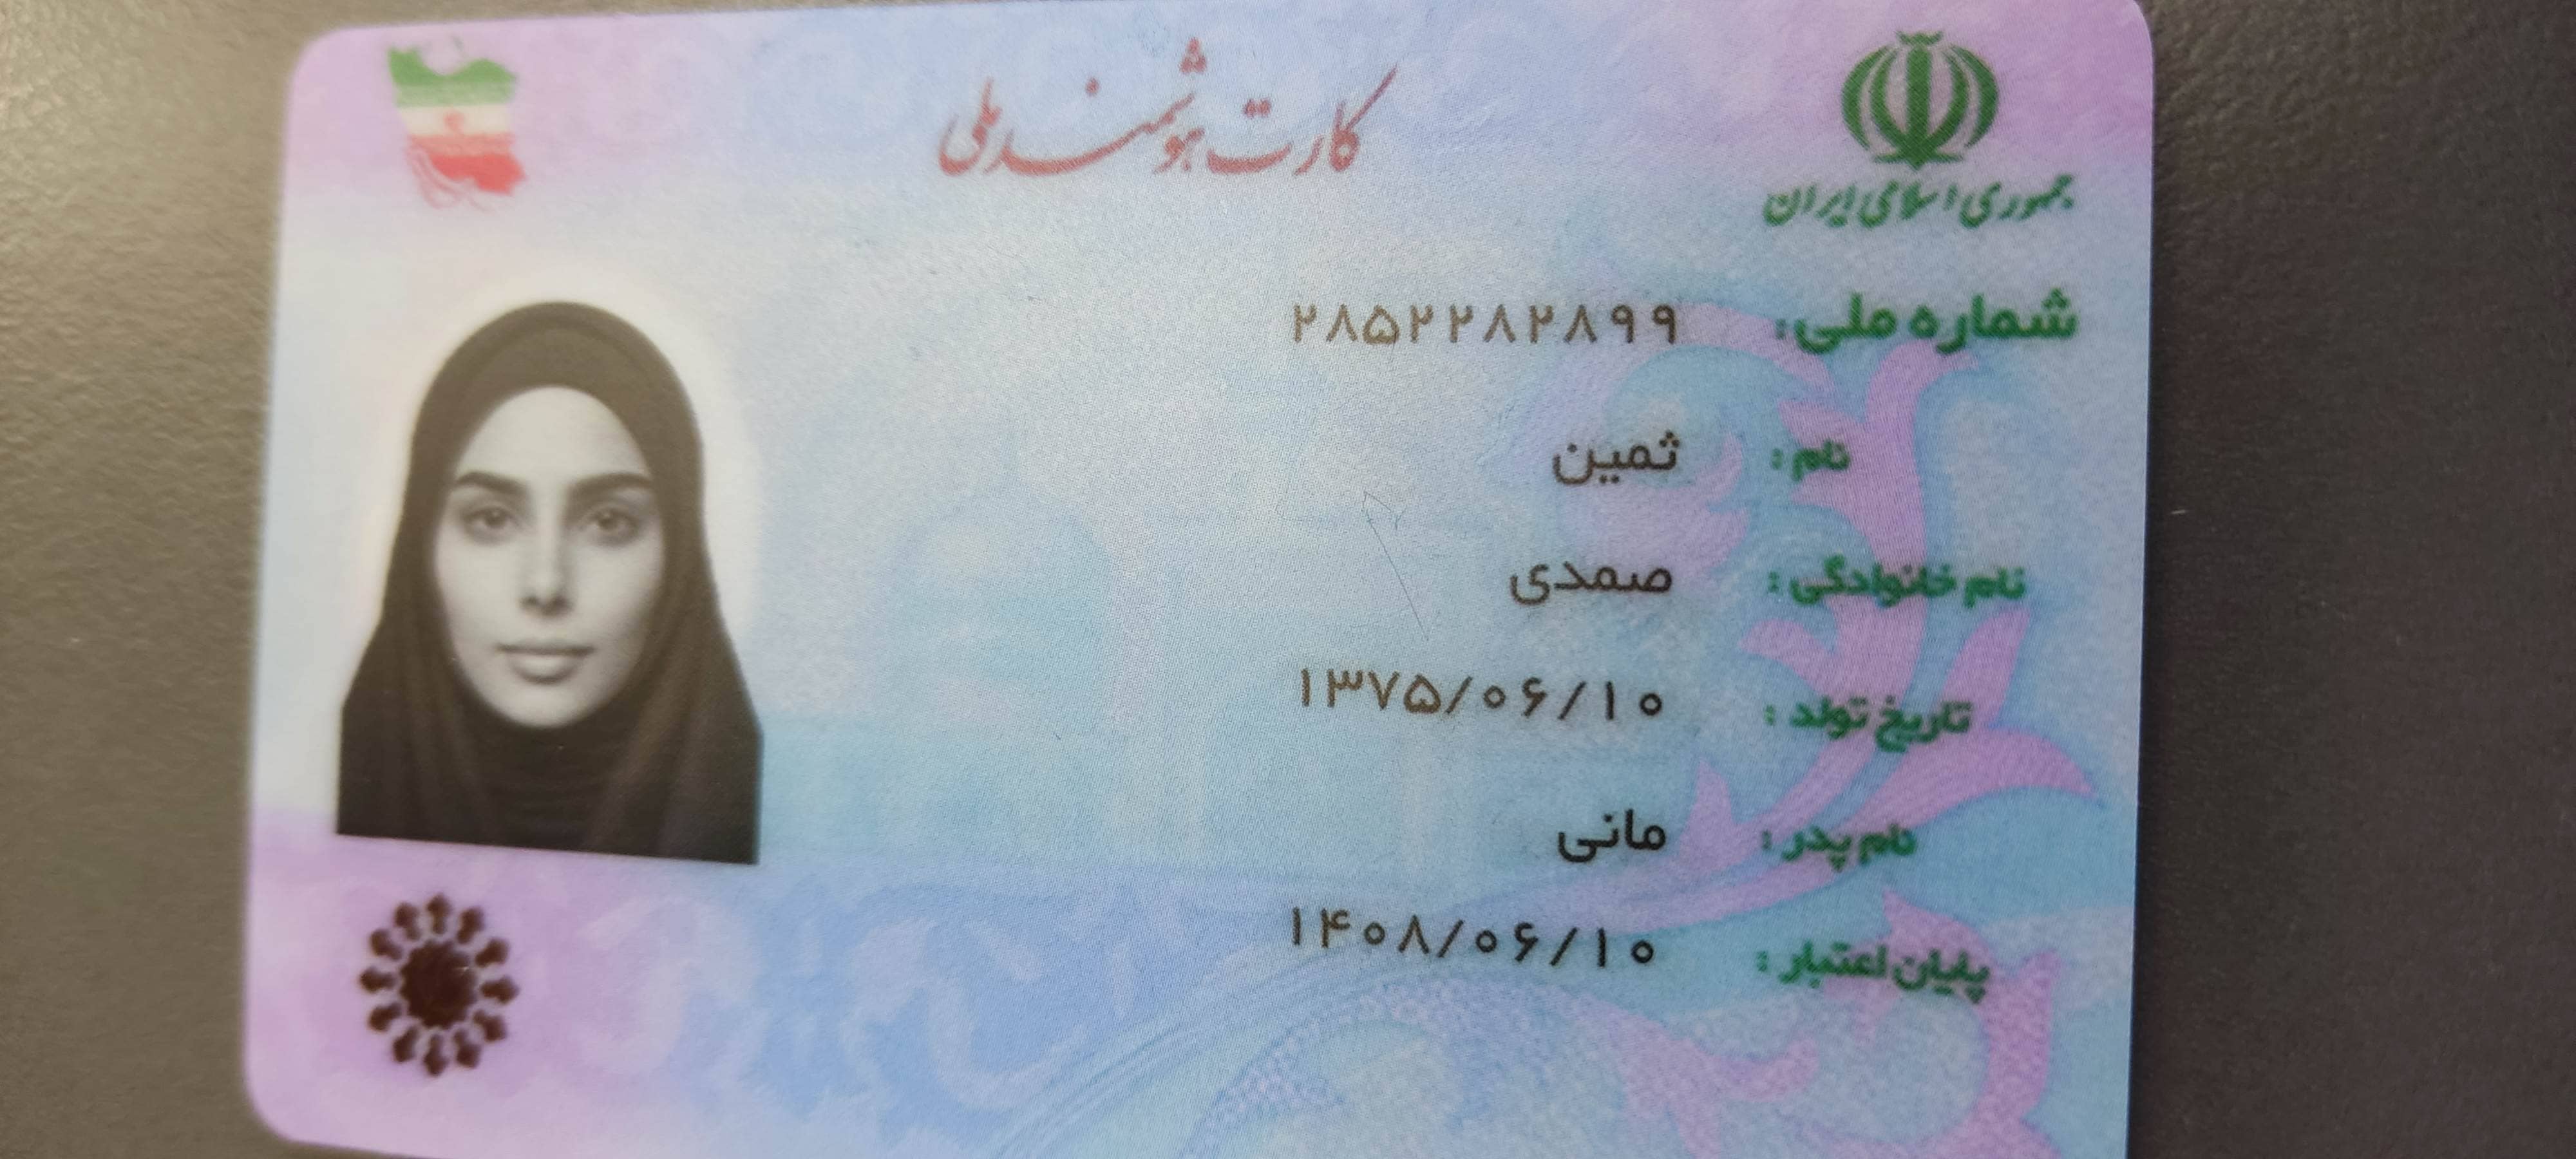 جمهوری اسلامی ایران
کارت هوشمند ملی
شماره ملی: ۲۸۵۲۲۸۲۸۹۹
نام: ثمین
نام خانوادگی: صمدی
تاریخ تولد: ۱۳۷۵/۰۶/۱۰
نام پدر: مانی
پایان اعتبار: ۱۴۰۸/۰۶/۱۰